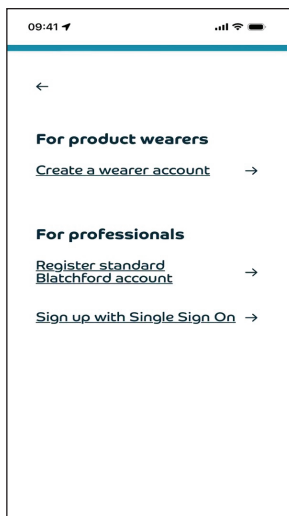 09:41
For product wearers
Create a wearer account
For professionals
Register standard
Blatchford account
Sign up with Single Sign On